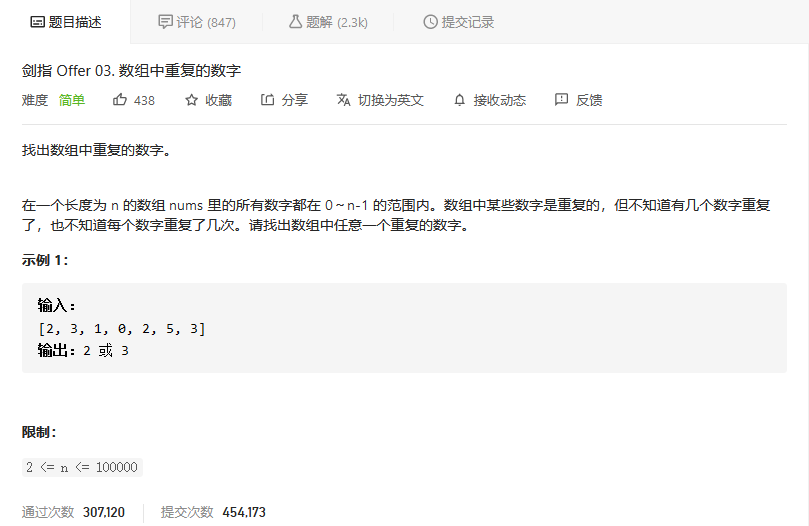 题目描述 评论 (847) 题解 (2.3k) 提交记录
剑指 Offer 03. 数组中重复的数字
难度 简单 438 收藏 分享 切换为英文 接收动态 反馈
找出数组中重复的数字。
在一个长度为 n 的数组 nums 里的所有数字都在 0～n-1 的范围内。数组中某些数字是重复的，但不知道有几个数字重复
了，也不知道每个数字重复了几次。请找出数组中任意一个重复的数字。
示例 1：
输入：
[2, 3, 1, 0, 2, 5, 3]
输出：2 或 3
限制：
2 <= n <= 100000
通过次数 307,120 提交次数 454,173